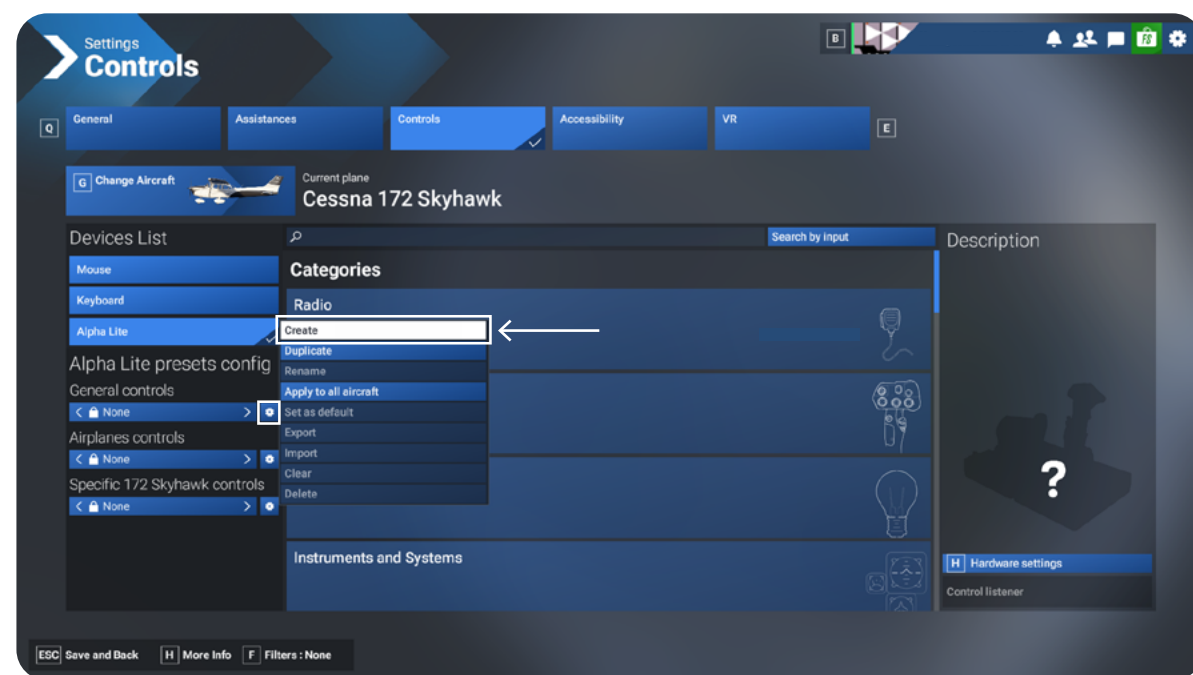 Settings
Controls
B
FS
Q
General
Assistances
Controls
Accessibility
VR
E
G Change Aircraft
Current plane
Cessna 172 Skyhawk
Devices List
Search by input
Description
Mouse
Categories
Keyboard
Radio
Alpha Lite
Create
Duplicate
Alpha Lite presets config
Rename
General controls
Apply to all aircraft
None
Set as default
Airplanes controls
Export
None
Import
Specific 172 Skyhawk controls
Clear
Delete
None
?
Instruments and Systems
H Hardware settings
Control listener
ESC Save and Back H More Info F Filters : None